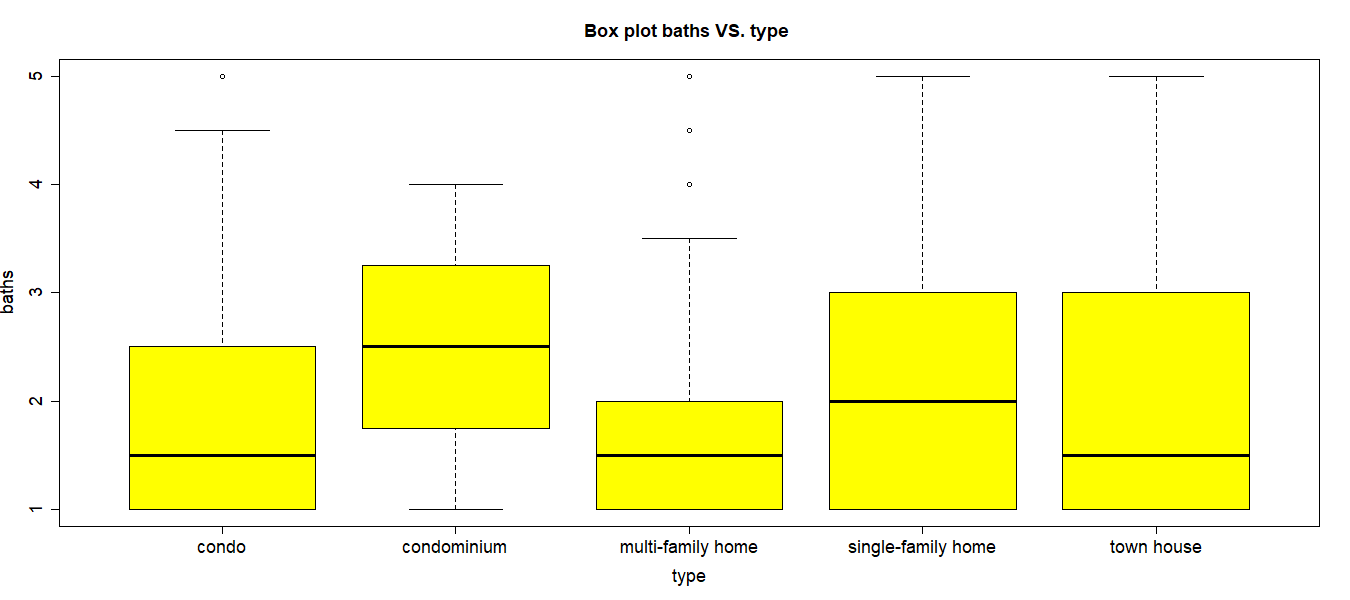 Box plot baths VS. type
baths
5
4
3
2
1
condo condominium multi-family home single-family home town house
type